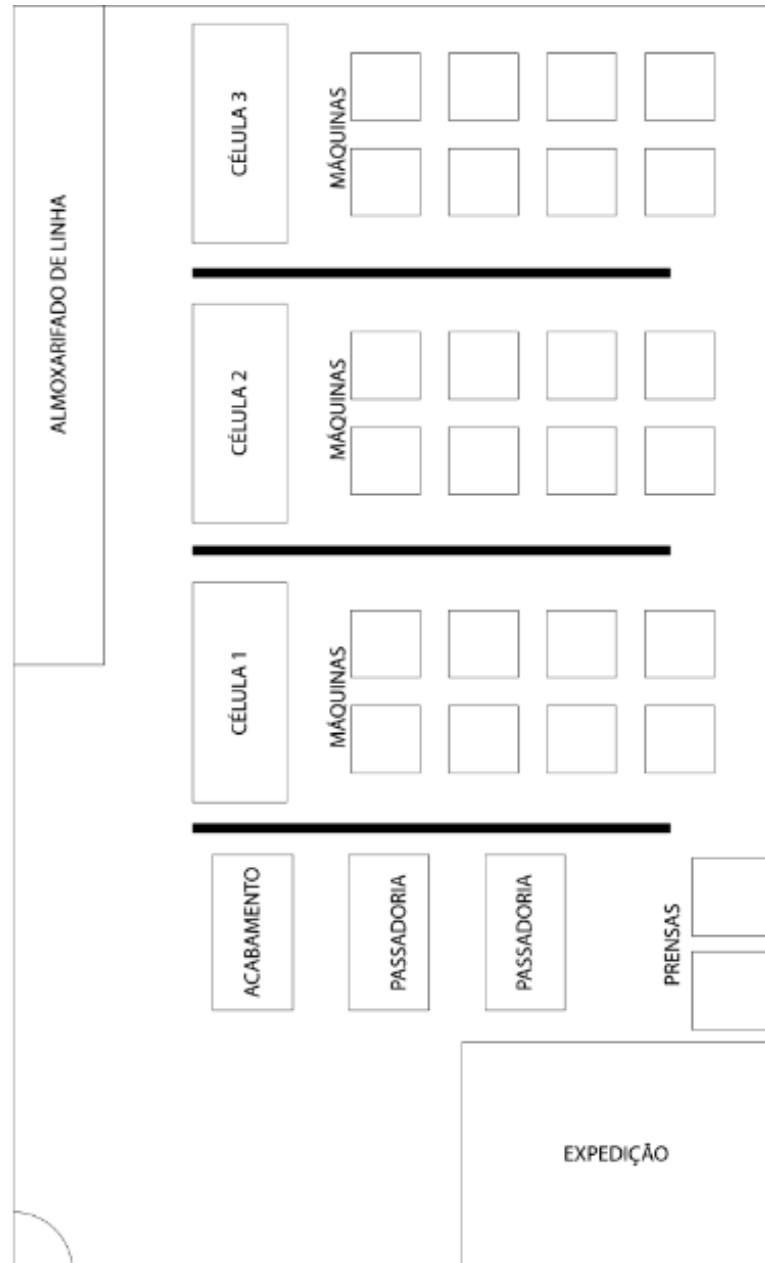 ALMOXARIFADO DE LINHA
CÉLULA 3
MÁQUINAS
CÉLULA 2
MÁQUINAS
CÉLULA 1
MÁQUINAS
ACABAMENTO
PASSADORIA
PASSADORIA
PRENSAS
EXPEDIÇÃO